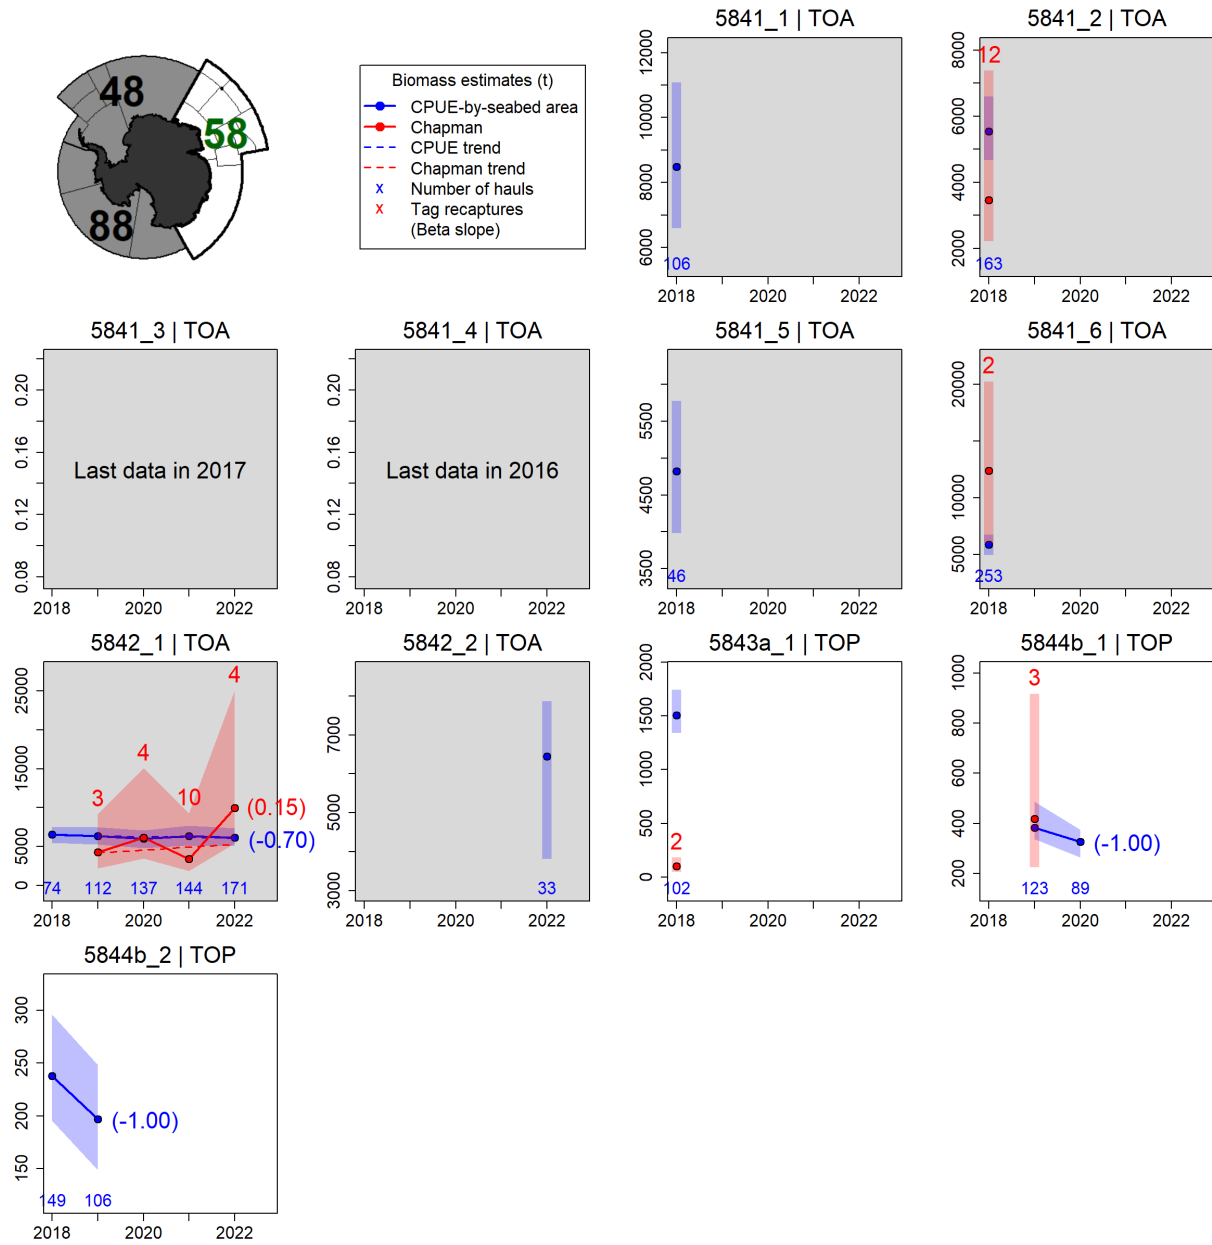 48
58
88
Biomass estimates (t)
CPUE-by-seabed area
Chapman
CPUE trend
Chapman trend
x Number of hauls
x Tag recaptures
(Beta slope)
5841_1 | TOA
12000
11000
10000
9000
8000
7000
6000
106
2018 2020 2022
5841_2 | TOA
8000
6000
4000
2000
12
163
2018 2020 2022
5841_3 | TOA
0.20
0.16
0.12
0.08
Last data in 2017
2018 2020 2022
5841_4 | TOA
0.20
0.16
0.12
0.08
Last data in 2016
2018 2020 2022
5841_5 | TOA
5500
4500
3500
46
2018 2020 2022
5841_6 | TOA
20000
10000
5000
2
253
2018 2020 2022
5842_1 | TOA
25000
15000
5000
0
3
4
10
4
(0.15)
(-0.70)
74 112 137 144 171
2018 2020 2022
5842_2 | TOA
7000
6000
5000
4000
3000
33
2018 2020 2022
5843a_1 | TOP
2000
1500
1000
500
0
2
102
2018 2020 2022
5844b_1 | TOP
1000
800
600
400
200
3
(-1.00)
123 89
2018 2020 2022
5844b_2 | TOP
300
250
200
150
(-1.00)
149 106
2018 2020 2022